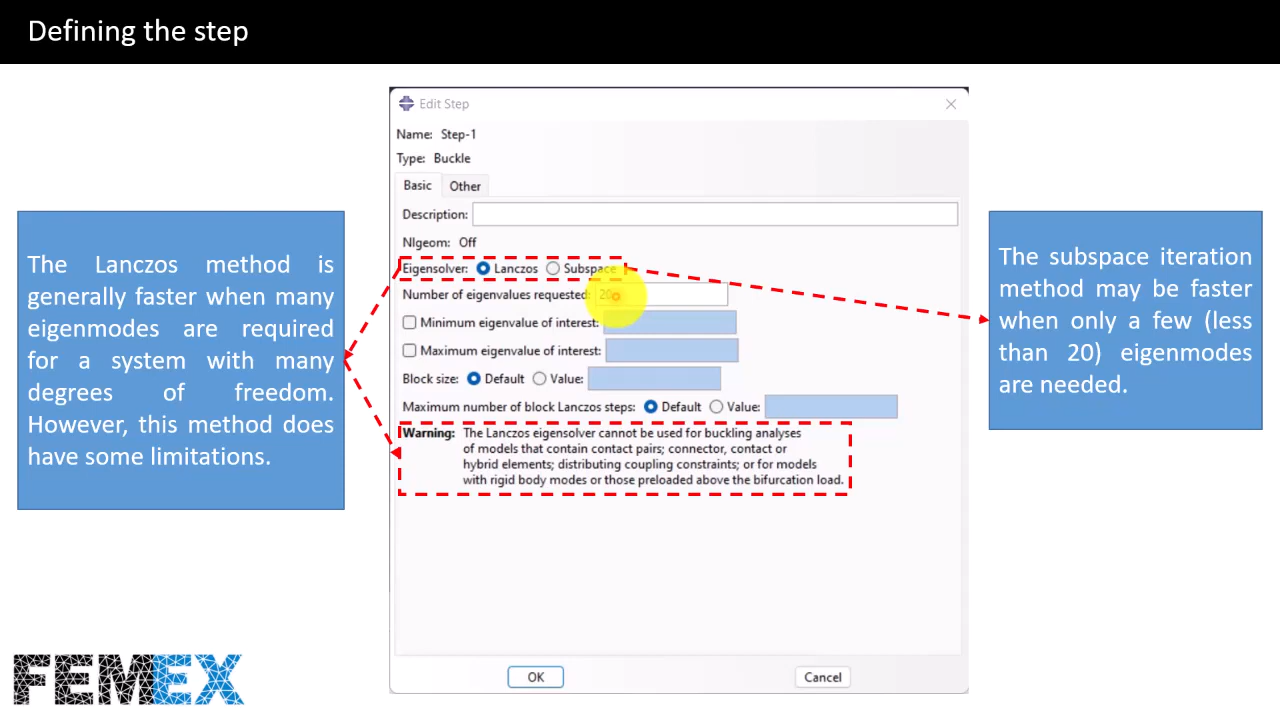 Defining the step
Edit Step
Name: Step-1
Type: Buckle
Basic Other
Description:
Nlgeom: Off
Eigensolver: Lanczos Subspace
Number of eigenvalues requested: 20
Minimum eigenvalue of interest:
Maximum eigenvalue of interest:
Block size: Default Value:
Maximum number of block Lanczos steps: Default Value:
Warning: The Lanczos eigensolver cannot be used for buckling analyses
of models that contain contact pairs; connector, contact or
hybrid elements; distributing coupling constraints; or for models
with rigid body modes or those preloaded above the bifurcation load.
OK Cancel
The Lanczos method is
generally faster when many
eigenmodes are required
for a system with many
degrees of freedom.
However, this method does
have some limitations.
The subspace iteration
method may be faster
when only a few (less
than 20) eigenmodes
are needed.
FEMEX